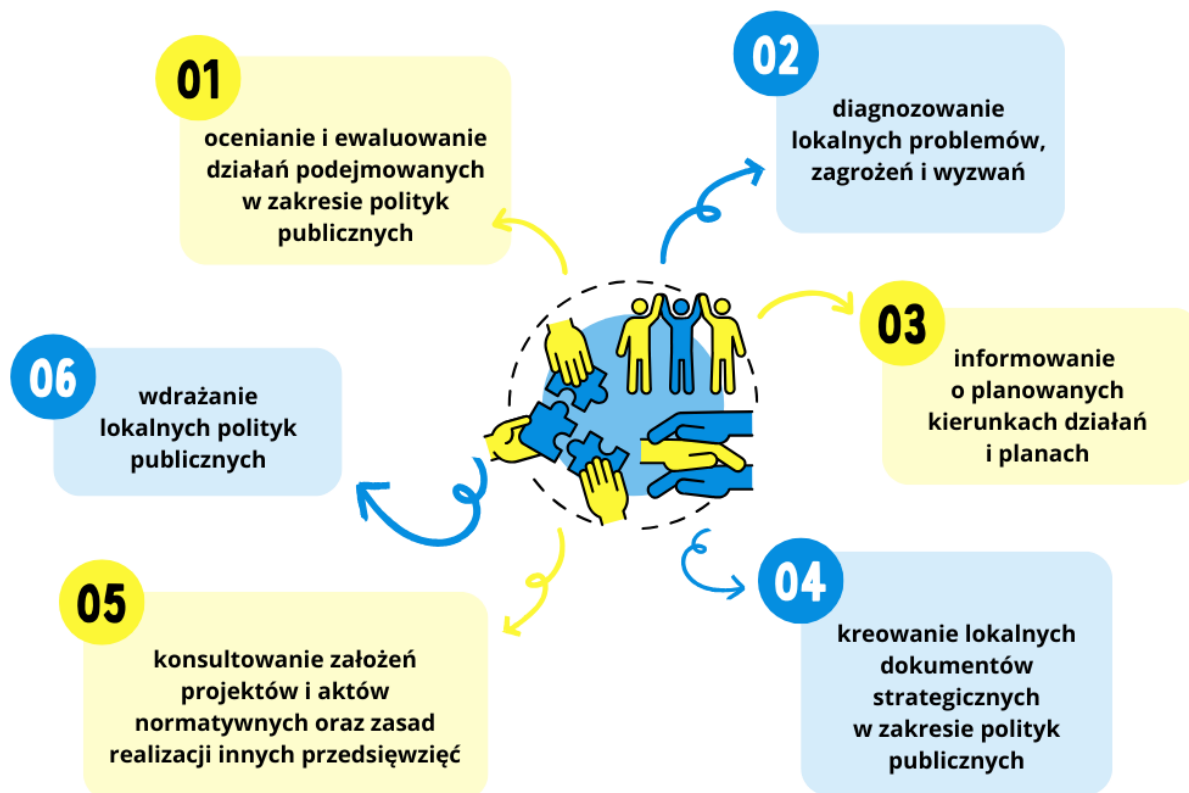 01
ocenianie i ewaluowanie
działań podejmowanych
w zakresie polityk
publicznych
02
diagnozowanie
lokalnych problemów,
zagrożeń i wyzwań
03
informowanie
o planowanych
kierunkach działań
i planach
04
kreowanie lokalnych
dokumentów
strategicznych
w zakresie polityk
publicznych
05
konsultowanie założeń
projektów i aktów
normatywnych oraz zasad
realizacji innych przedsięwzięć
06
wdrażanie
lokalnych polityk
publicznych